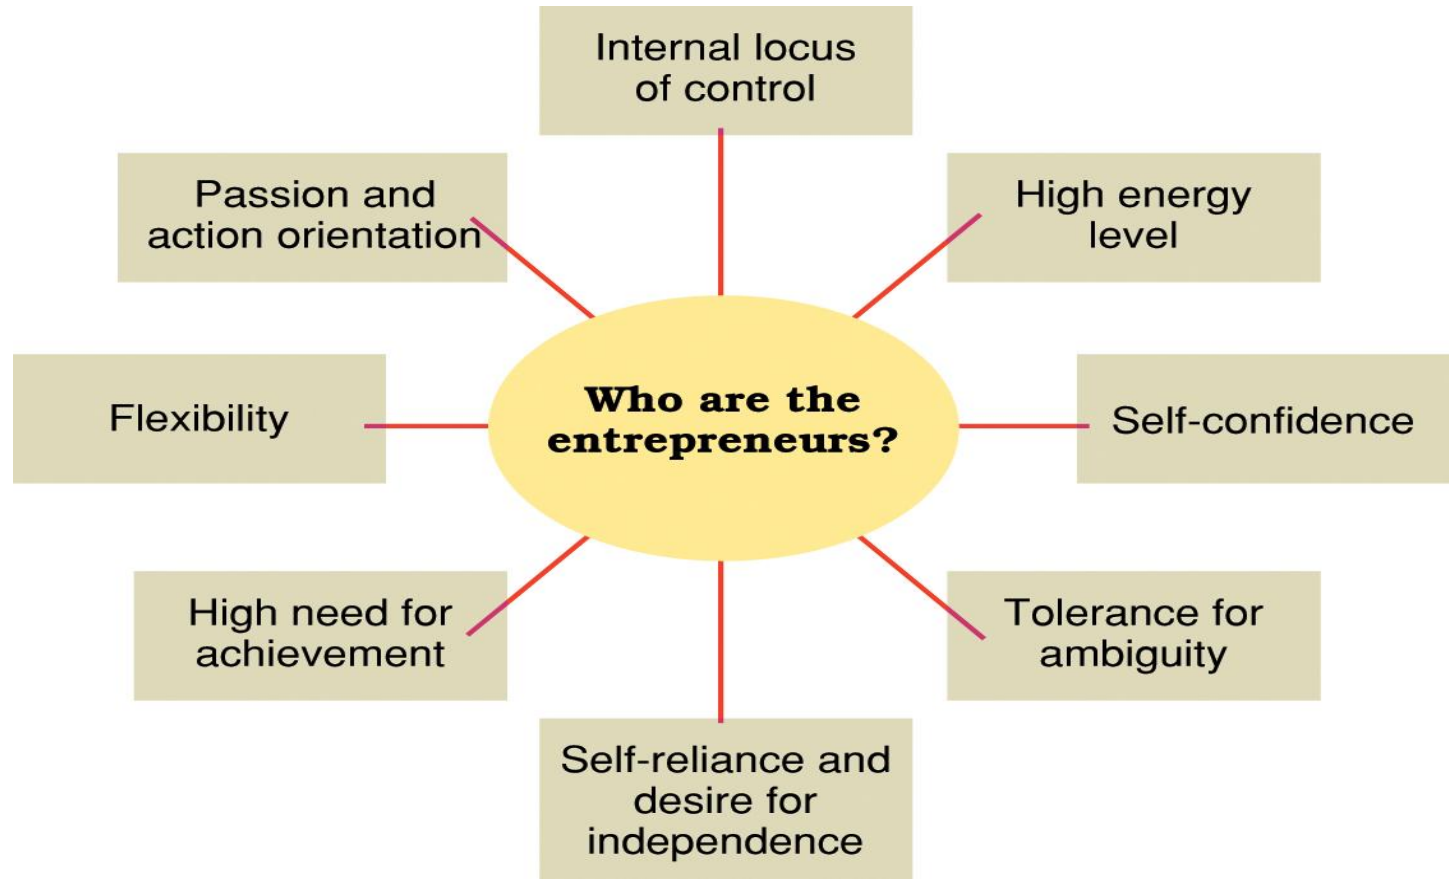 Internal locus
of control
Passion and
action orientation
High energy
level
Flexibility
Who are the
entrepreneurs?
Self-confidence
High need for
achievement
Tolerance for
ambiguity
Self-reliance and
desire for
independence